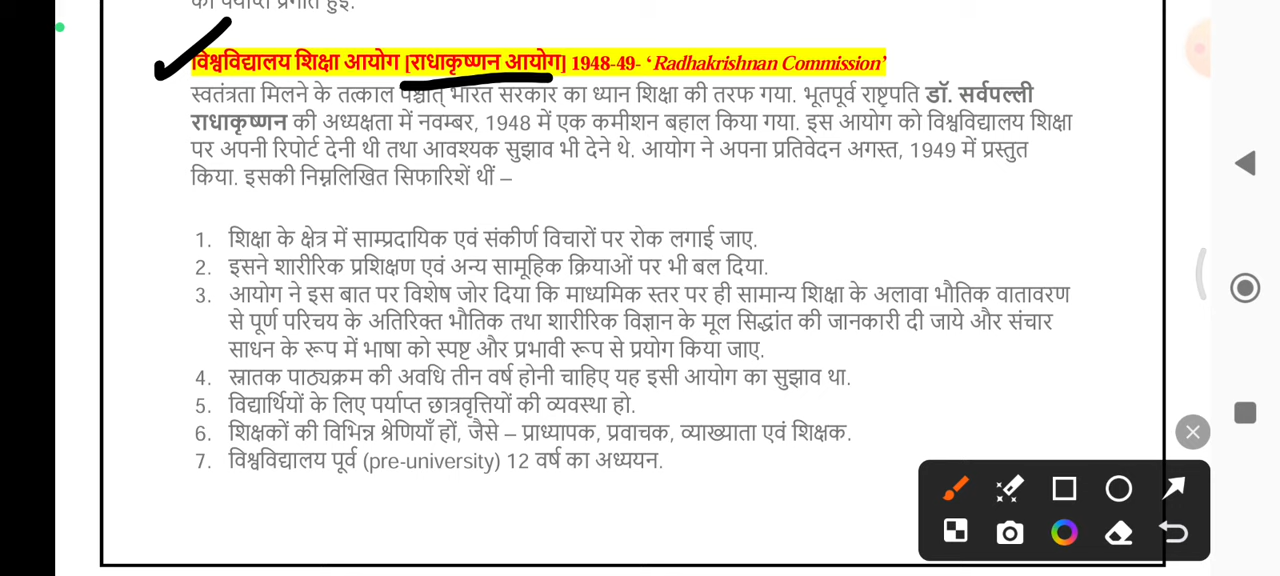 की पर्याप्त प्रगति हुई.
विश्वविद्यालय शिक्षा आयोग [राधाकृष्णन आयोग] 1948-49- ‘Radhakrishnan Commission’
स्वतंत्रता मिलने के तत्काल पश्चात् भारत सरकार का ध्यान शिक्षा की तरफ गया. भूतपूर्व राष्ट्रपति डॉ. सर्वपल्ली
राधाकृष्णन की अध्यक्षता में नवम्बर, 1948 में एक कमीशन बहाल किया गया. इस आयोग को विश्वविद्यालय शिक्षा
पर अपनी रिपोर्ट देनी थी तथा आवश्यक सुझाव भी देने थे. आयोग ने अपना प्रतिवेदन अगस्त, 1949 में प्रस्तुत
किया. इसकी निम्नलिखित सिफारिशें थीं –
1. शिक्षा के क्षेत्र में साम्प्रदायिक एवं संकीर्ण विचारों पर रोक लगाई जाए.
2. इसने शारीरिक प्रशिक्षण एवं अन्य सामूहिक क्रियाओं पर भी बल दिया.
3. आयोग ने इस बात पर विशेष जोर दिया कि माध्यमिक स्तर पर ही सामान्य शिक्षा के अलावा भौतिक वातावरण
से पूर्ण परिचय के अतिरिक्त भौतिक तथा शारीरिक विज्ञान के मूल सिद्धांत की जानकारी दी जाये और संचार
साधन के रूप में भाषा को स्पष्ट और प्रभावी रूप से प्रयोग किया जाए.
4. स्नातक पाठ्यक्रम की अवधि तीन वर्ष होनी चाहिए यह इसी आयोग का सुझाव था.
5. विद्यार्थियों के लिए पर्याप्त छात्रवृत्तियों की व्यवस्था हो.
6. शिक्षकों की विभिन्न श्रेणियाँ हों, जैसे – प्राध्यापक, प्रवाचक, व्याख्याता एवं शिक्षक.
7. विश्वविद्यालय पूर्व (pre-university) 12 वर्ष का अध्ययन.